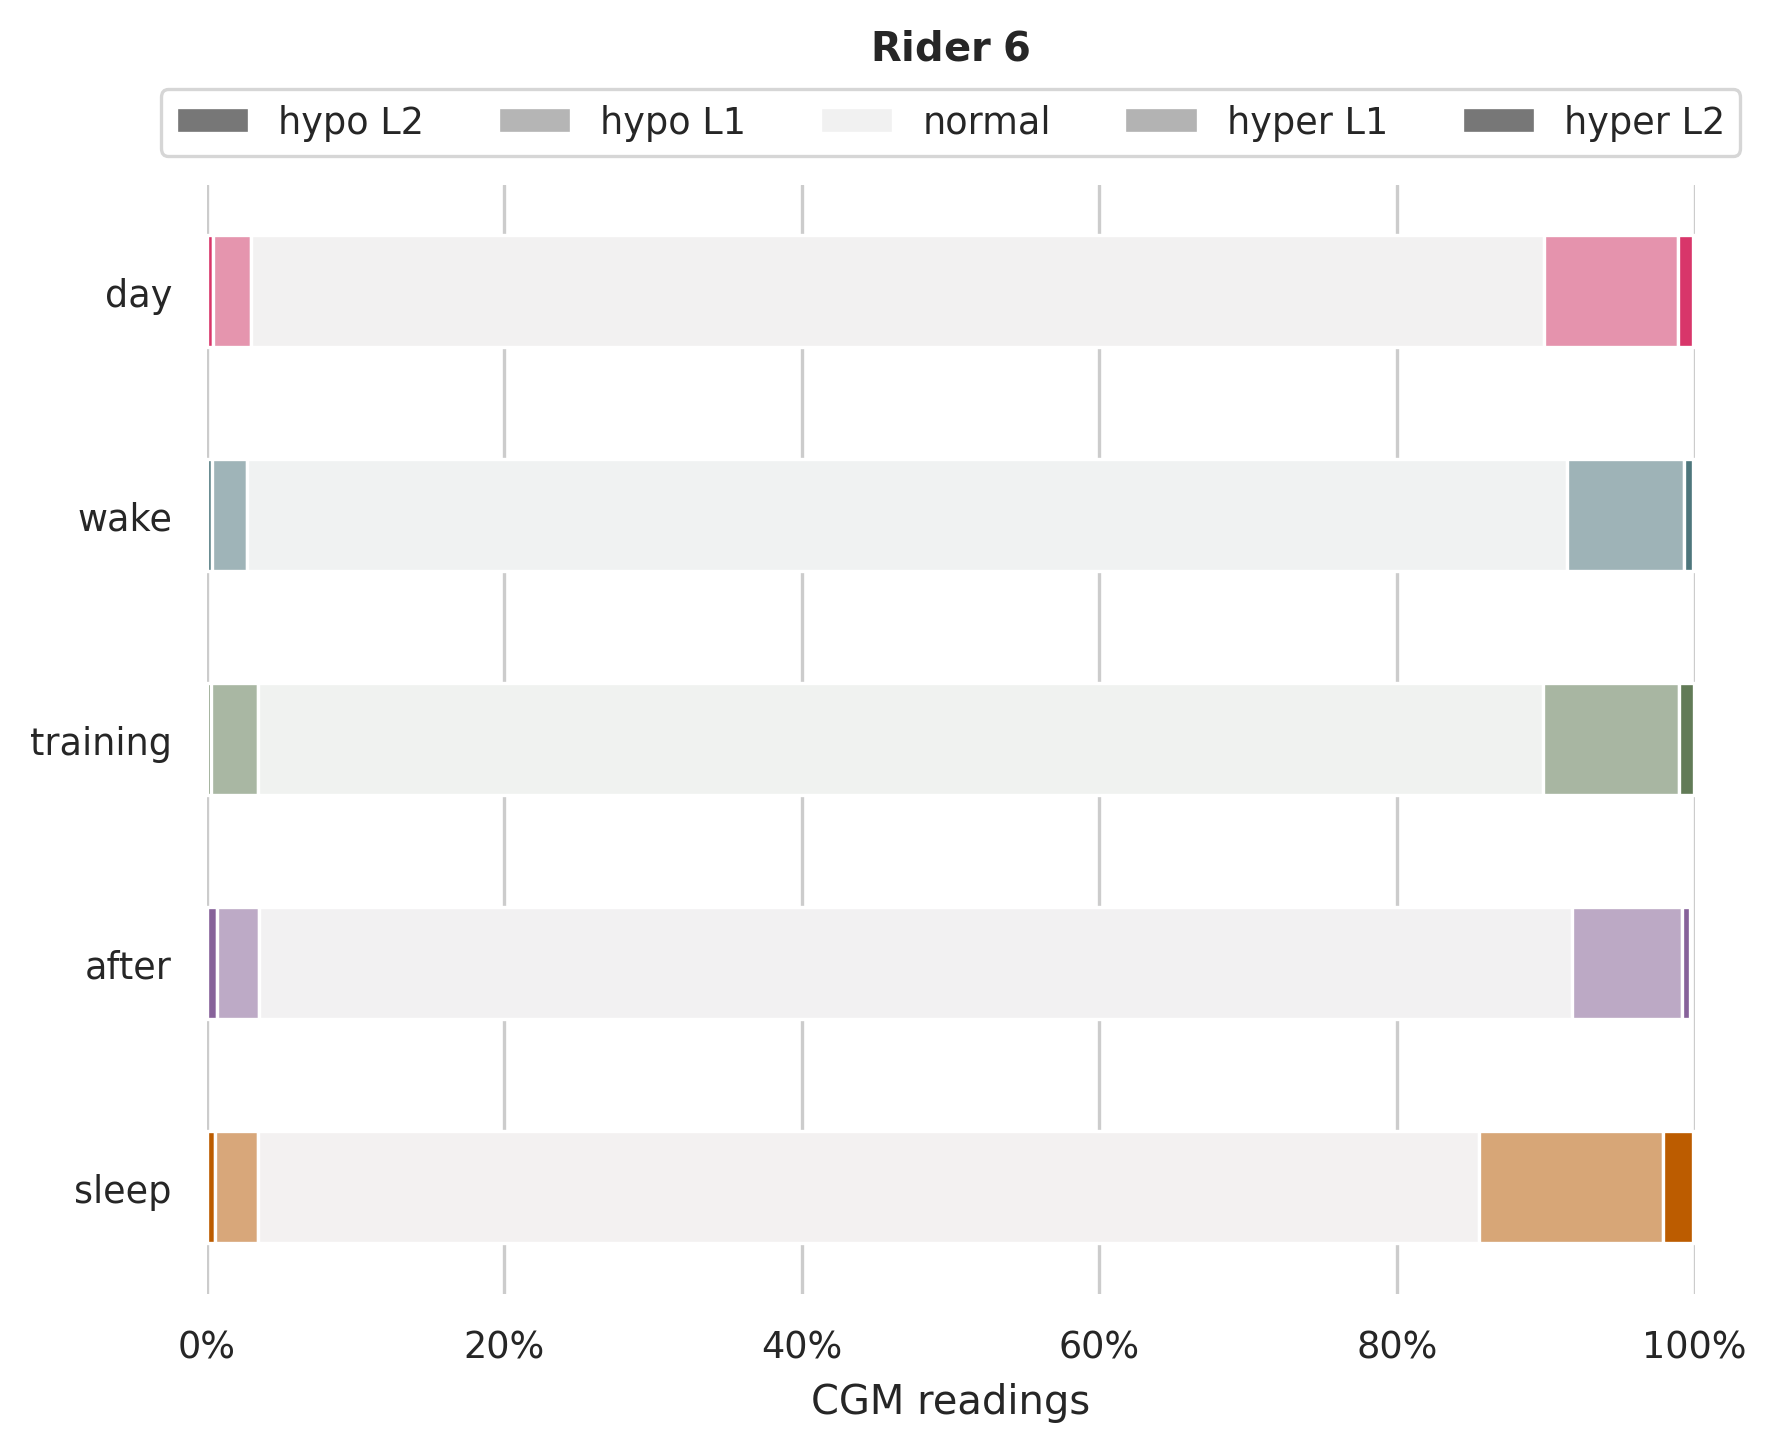 Rider 6
hypo L2 hypo L1 normal hyper L1 hyper L2
day
wake
training
after
sleep
0% 20% 40% 60% 80% 100%
CGM readings